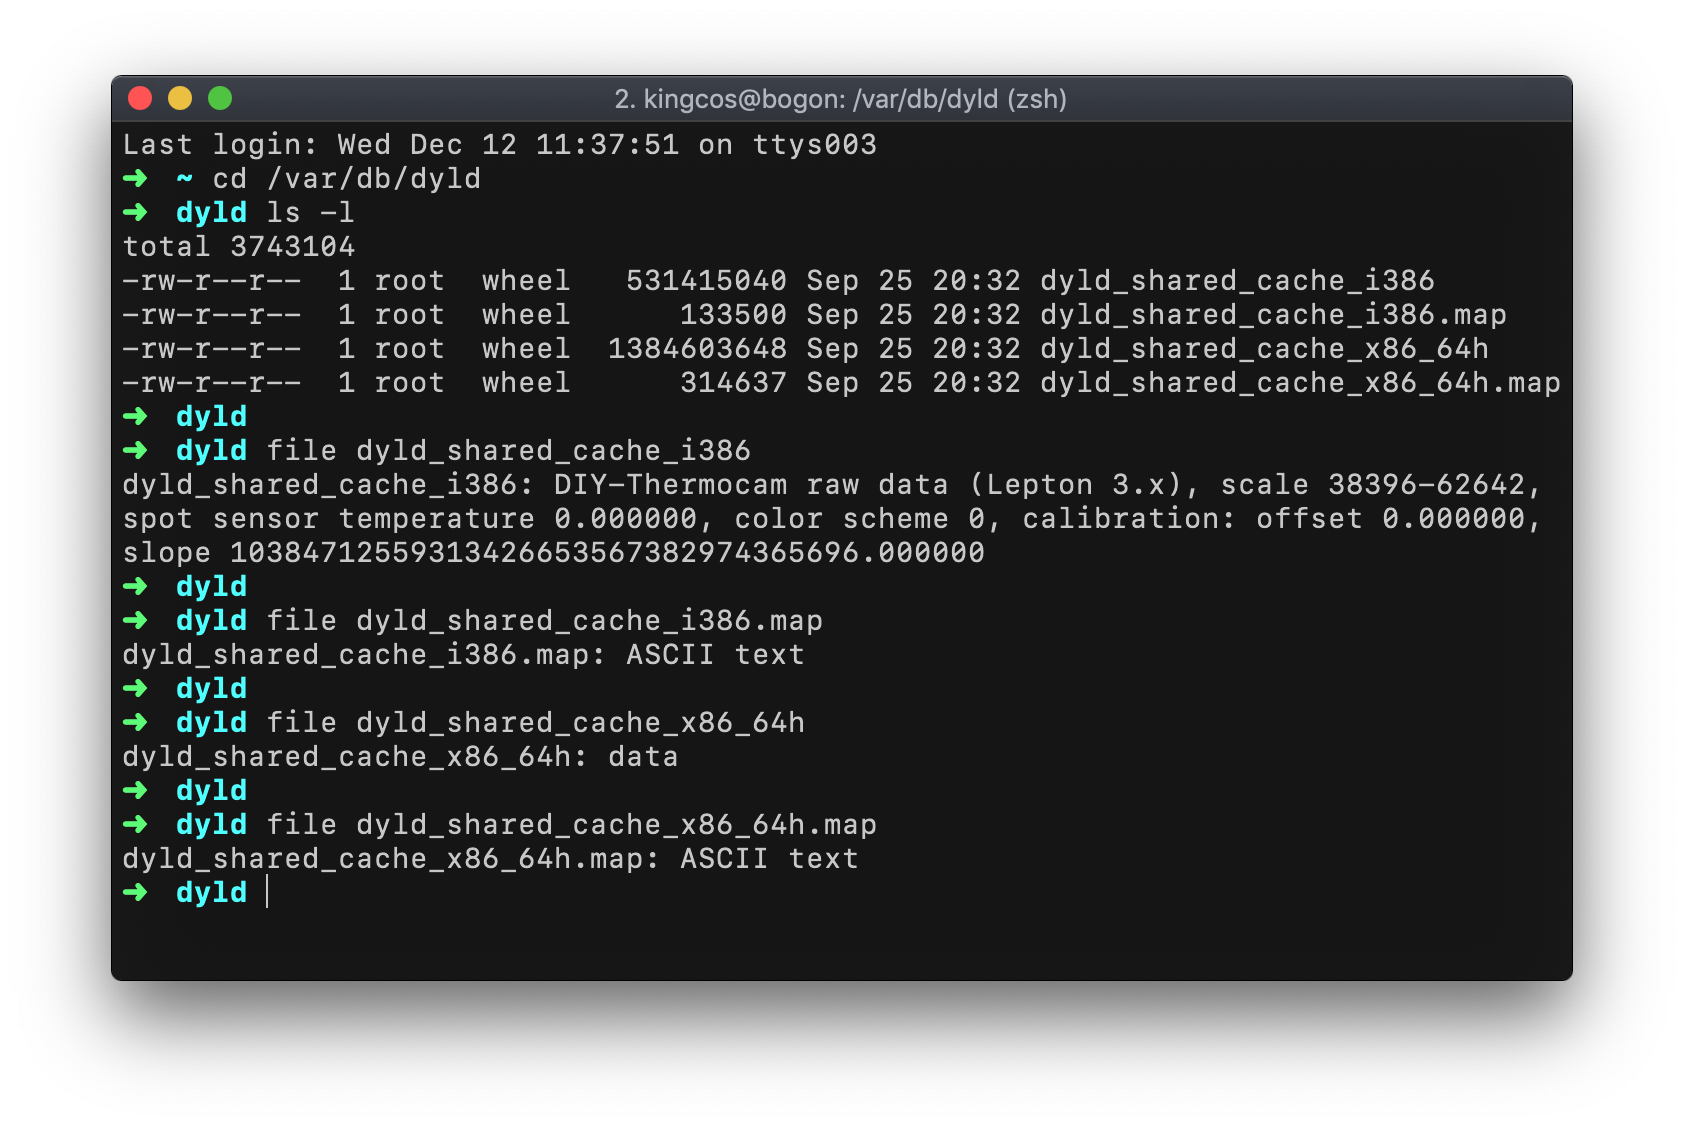 2. kingcos@bogon: /var/db/dyld (zsh)
Last login: Wed Dec 12 11:37:51 on ttys003
➜  ~ cd /var/db/dyld
➜  dyld ls -l
total 3743104
-rw-r--r--  1 root  wheel   531415040 Sep 25 20:32 dyld_shared_cache_i386
-rw-r--r--  1 root  wheel      133500 Sep 25 20:32 dyld_shared_cache_i386.map
-rw-r--r--  1 root  wheel  1384603648 Sep 25 20:32 dyld_shared_cache_x86_64h
-rw-r--r--  1 root  wheel      314637 Sep 25 20:32 dyld_shared_cache_x86_64h.map
➜  dyld
➜  dyld file dyld_shared_cache_i386
dyld_shared_cache_i386: DIY-Thermocam raw data (Lepton 3.x), scale 38396-62642,
spot sensor temperature 0.000000, color scheme 0, calibration: offset 0.000000,
slope 10384712559313426653567382974365696.000000
➜  dyld
➜  dyld file dyld_shared_cache_i386.map
dyld_shared_cache_i386.map: ASCII text
➜  dyld
➜  dyld file dyld_shared_cache_x86_64h
dyld_shared_cache_x86_64h: data
➜  dyld
➜  dyld file dyld_shared_cache_x86_64h.map
dyld_shared_cache_x86_64h.map: ASCII text
➜  dyld